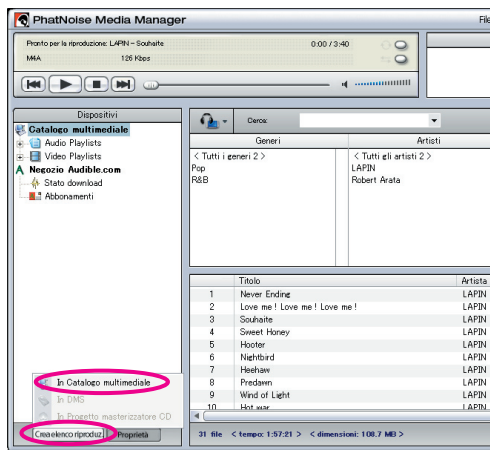 PhatNoise Media Manager
File
Pronto per la riproduzione: LAPIN - Souhaite
0:00 / 3:40
M4A
126 Kbps
Dispositivi
Catalogo multimediale
Audio Playlists
Video Playlists
Negozio Audible.com
Stato download
Abbonamenti
Cerca:
Generi
Artisti
< Tutti i generi 2 >
Pop
R&B
< Tutti gli artisti 2 >
LAPIN
Robert Arata
Titolo
Artista
1 Never Ending LAPIN
2 Love me ! Love me ! Love me ! LAPIN
3 Souhaite LAPIN
4 Sweet Honey LAPIN
5 Hooter LAPIN
6 Nightbird LAPIN
7 Heehaw LAPIN
8 Predawn LAPIN
9 Wind of Light LAPIN
10 Hot war LAPIN
In Catalogo multimediale
In DMS
In Progetto masterizzatore CD
Crea elenco riproduz.
Proprietà
31 file < tempo: 1:57:21 > < dimensioni: 108.7 MB >